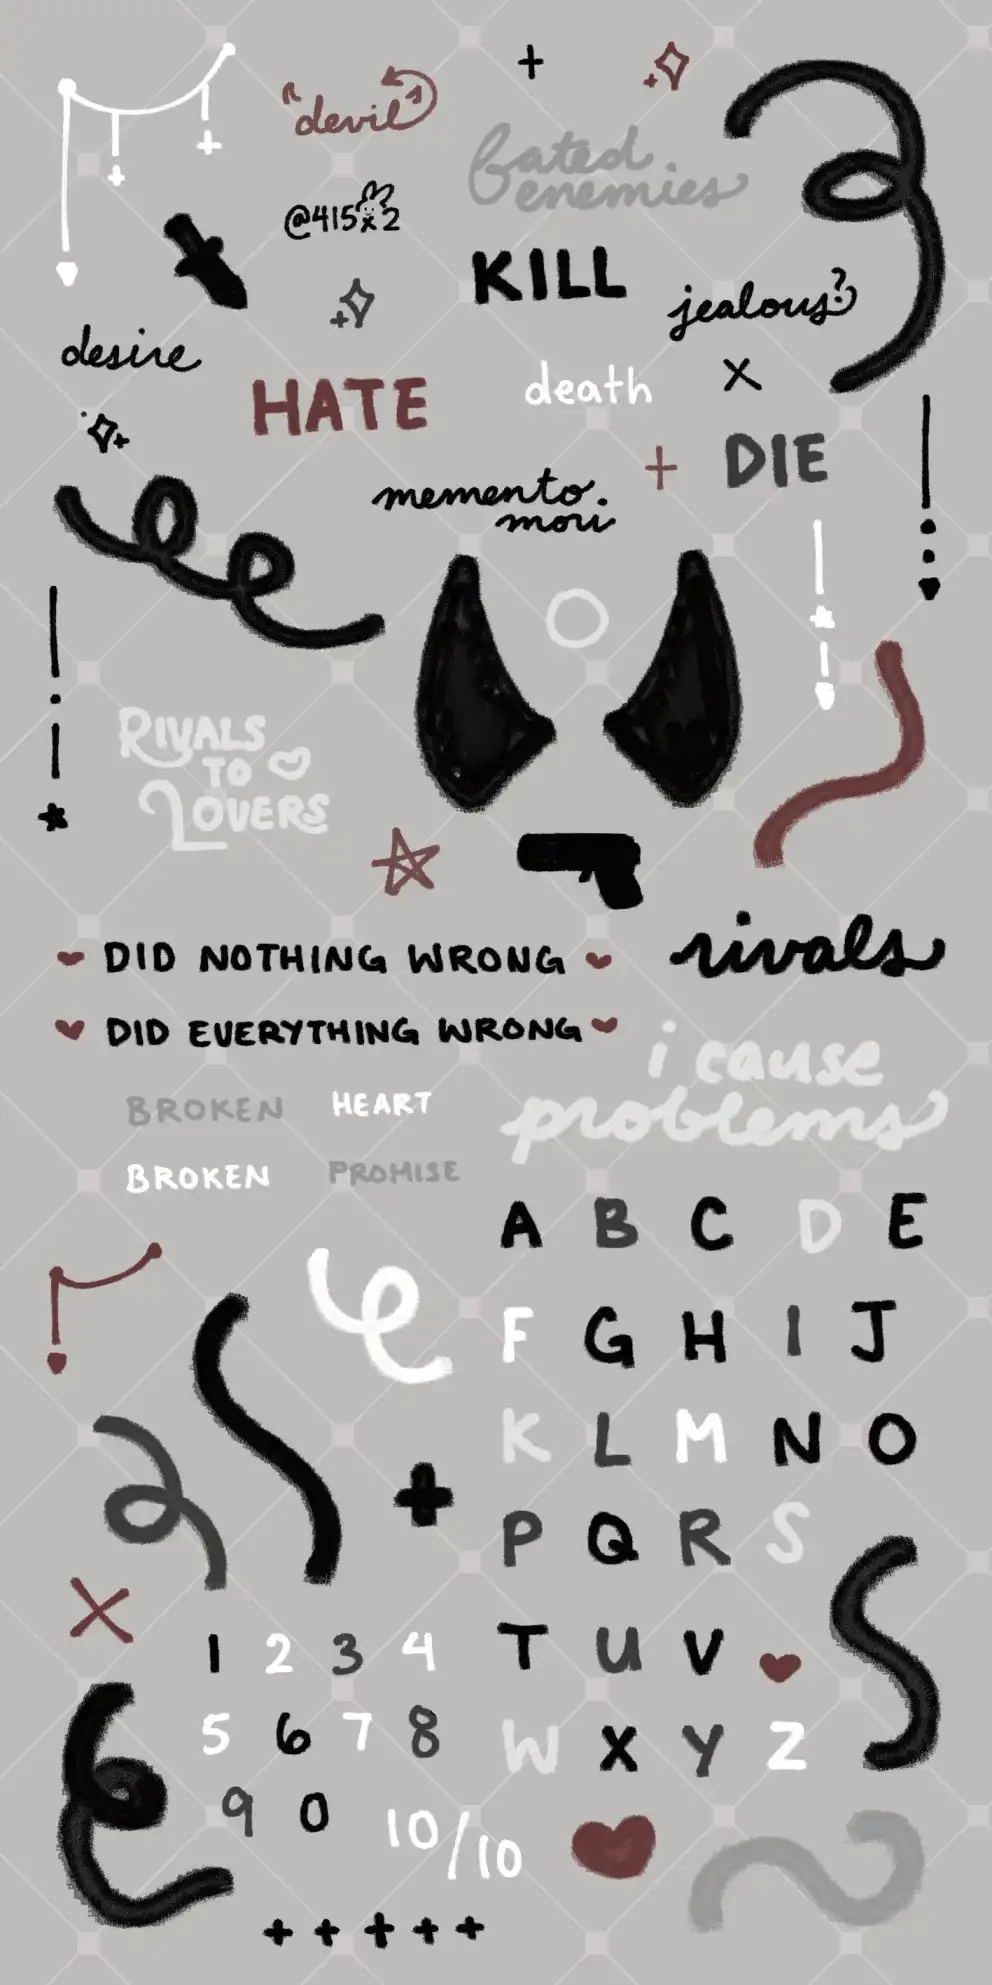 "devil"
fated
enemies
@415x2
KILL
jealous?
desire
HATE
death
x
DIE
memento
mori
RIVALS
TO
LOVERS
DID NOTHING WRONG
rivals
DID EVERYTHING WRONG
i cause
problems
BROKEN HEART
BROKEN PROMISE
A B C D E
F G H I J
K L M N O
P Q R S
T U V
W X Y Z
1 2 3 4
5 6 7 8
9 0
10/10